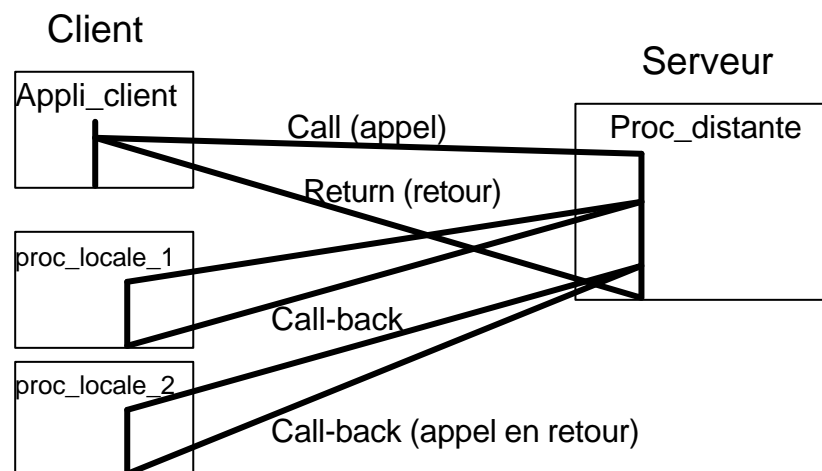 Client
Serveur
Appli_client
Call (appel)
Proc_distante
Return (retour)
proc_locale_1
Call-back
proc_locale_2
Call-back (appel en retour)